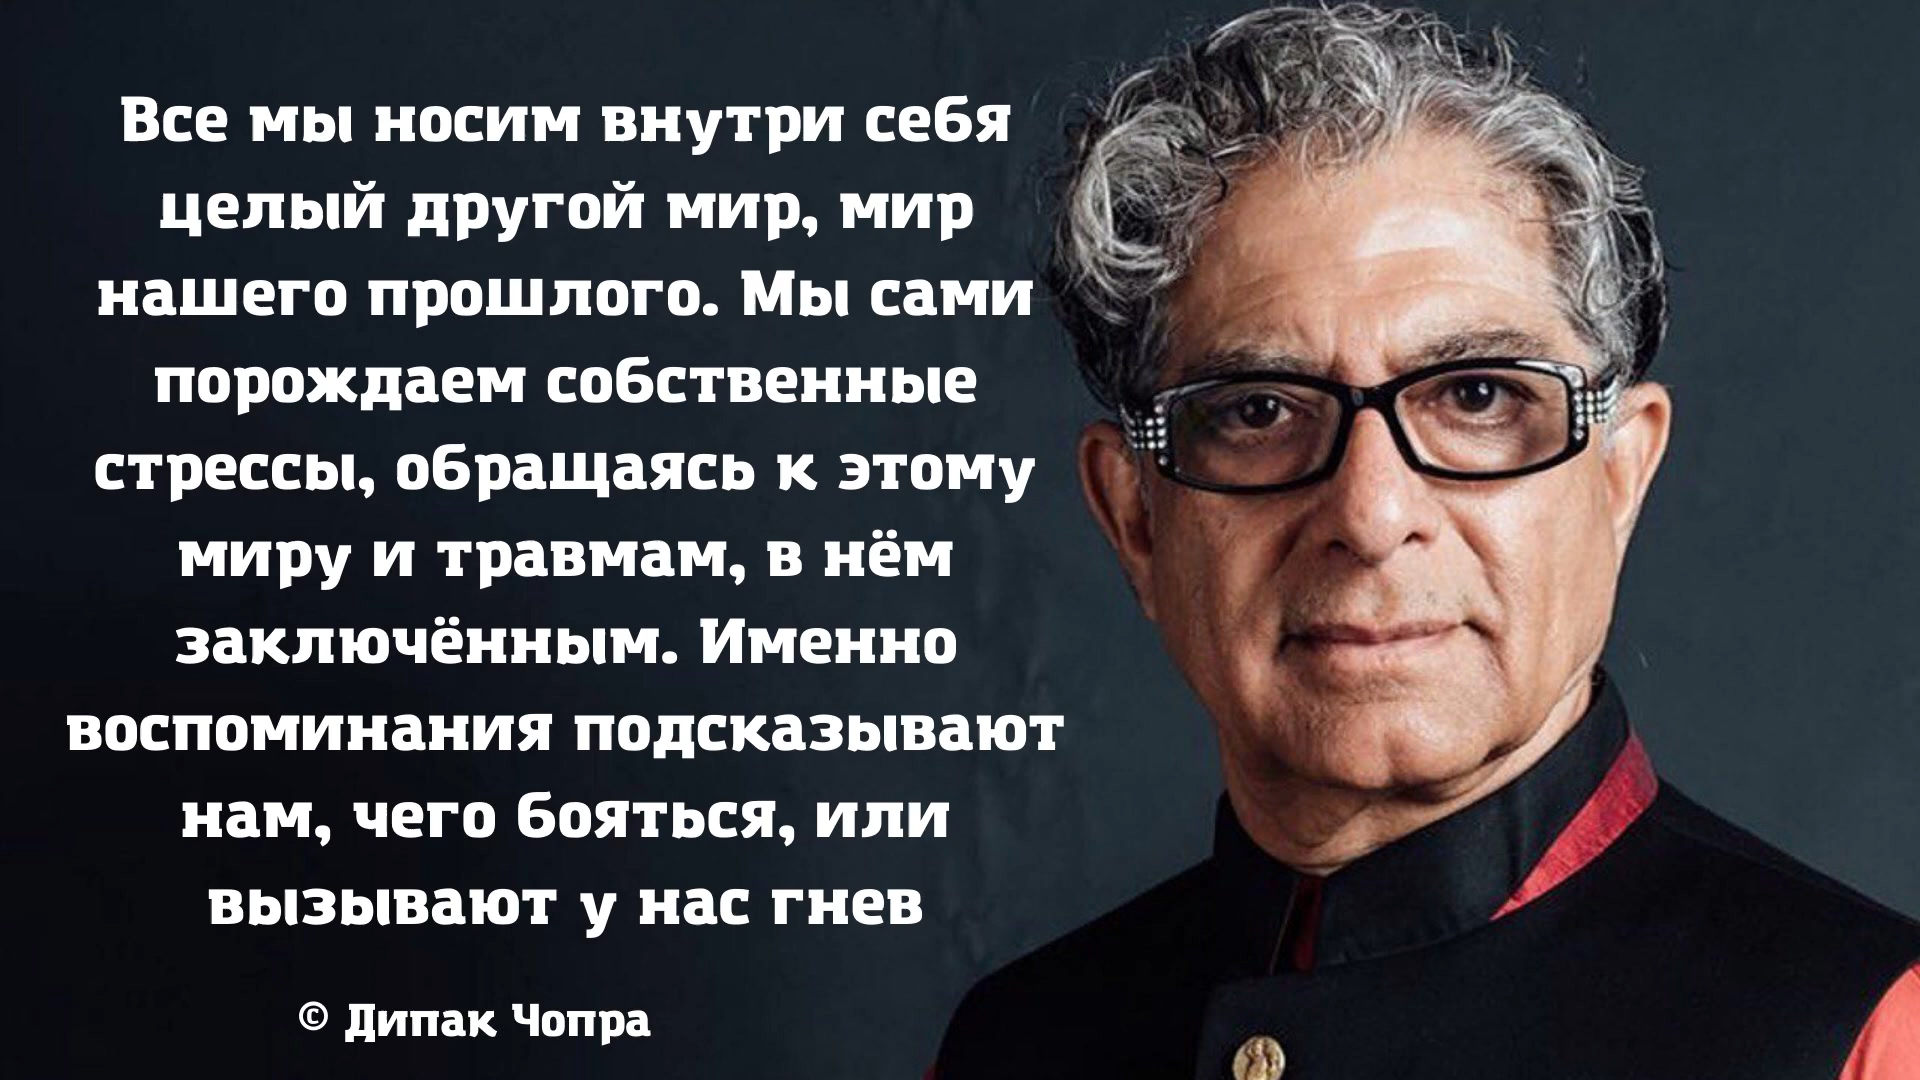 Все мы носим внутри себя
целый другой мир, мир
нашего прошлого. Мы сами
порождаем собственные
стрессы, обращаясь к этому
миру и травмам, в нём
заключённым. Именно
воспоминания подсказывают
нам, чего бояться, или
вызывают у нас гнев
© Дипак Чопра